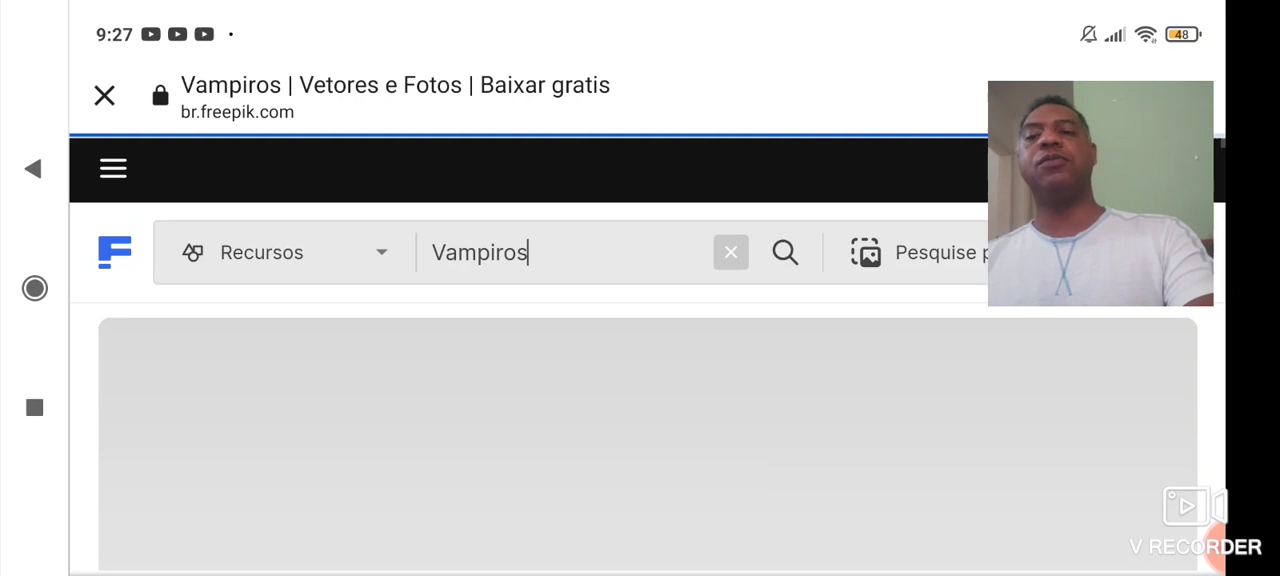 9:27
48
Vampiros | Vetores e Fotos | Baixar gratis
br.freepik.com
Recursos
Vampiros
Pesquise p
V RECORDER